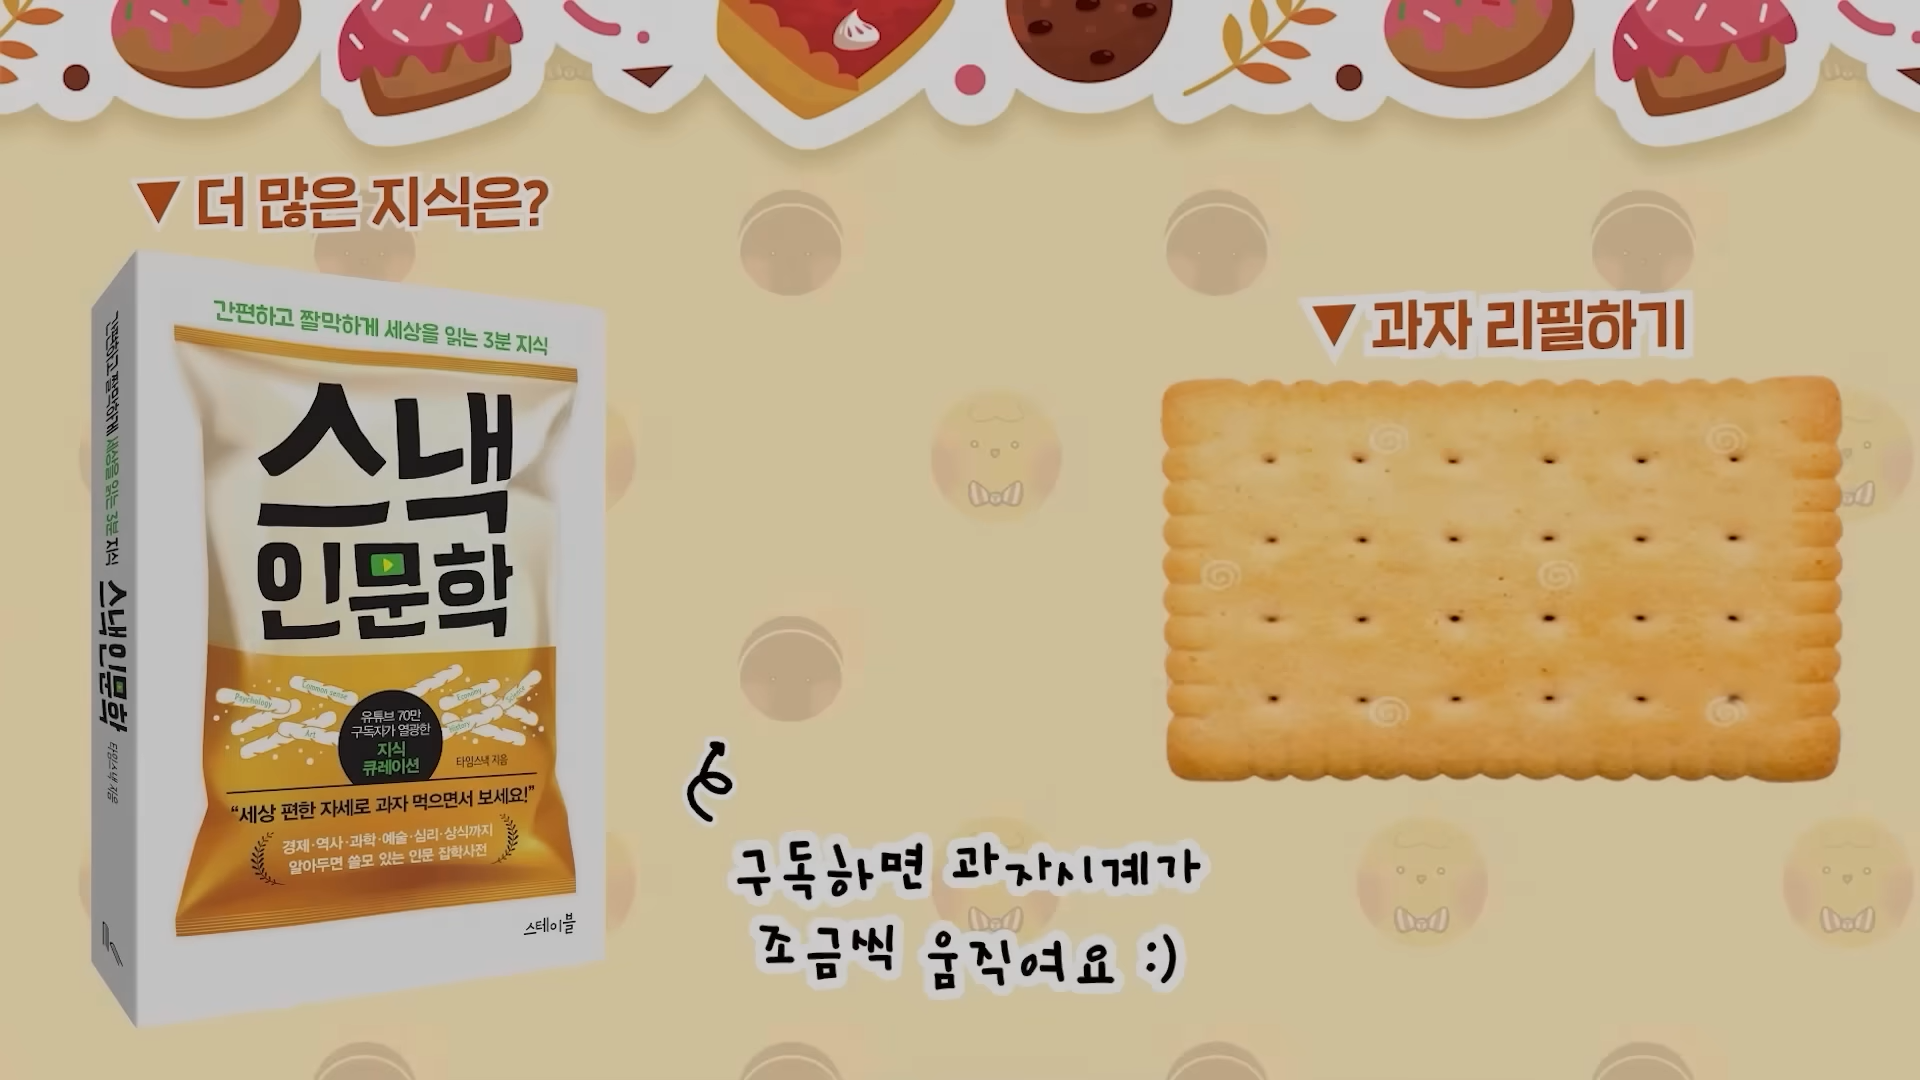 ▼ 더 많은 지식은?
간편하고 짤막하게 세상을 읽는 3분 지식
스낵
인문학
Psychology
Common sense
Art
Economy
History
Science
유튜브 70만
구독자가 열광한
지식
큐레이션
타임스낵 지음
“세상 편한 자세로 과자 먹으면서 보세요!”
경제·역사·과학·예술·심리·상식까지
알아두면 쓸모 있는 인문 잡학사전
스테이블
간편하고 짤막하게 세상을 읽는 3분 지식 스낵인문학 타임스낵 지음
▼ 과자 리필하기
구독하면 과자시계가
조금씩 움직여요 :)